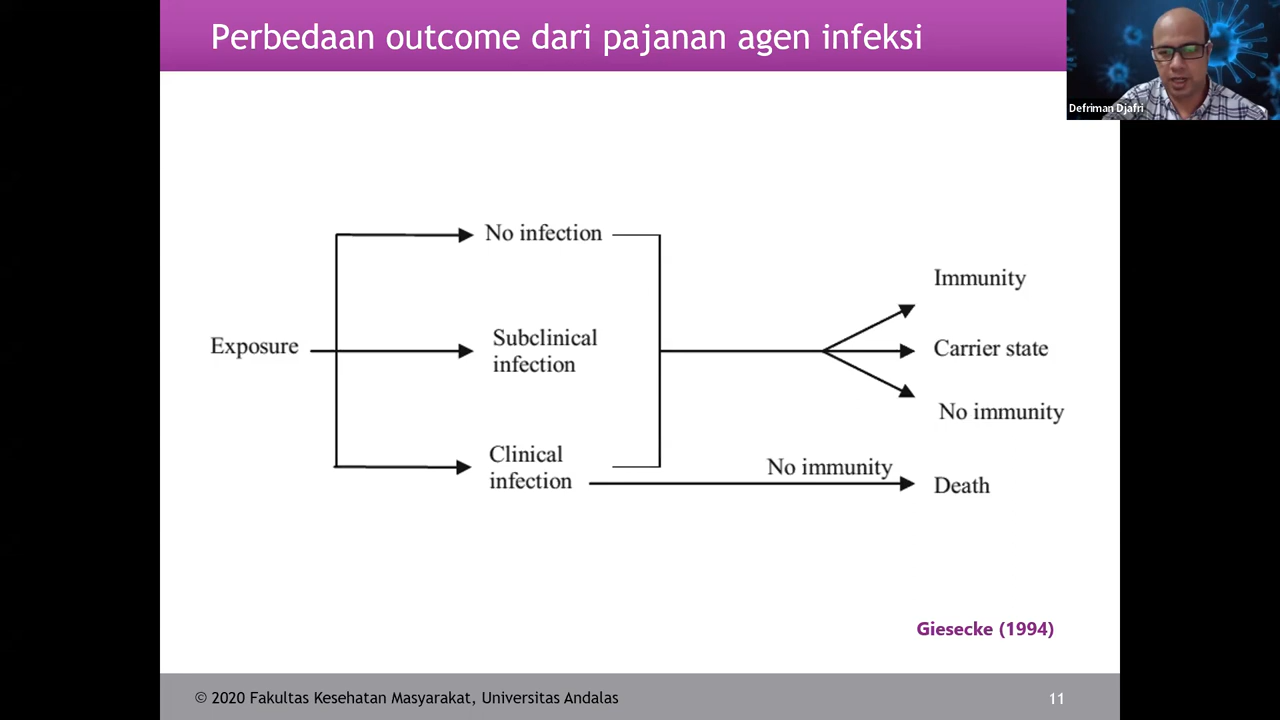 Perbedaan outcome dari pajanan agen infeksi
Defriman Djafri
No infection
Immunity
Exposure
Subclinical
infection
Carrier state
No immunity
Clinical
infection
No immunity
Death
Giesecke (1994)
© 2020 Fakultas Kesehatan Masyarakat, Universitas Andalas
11